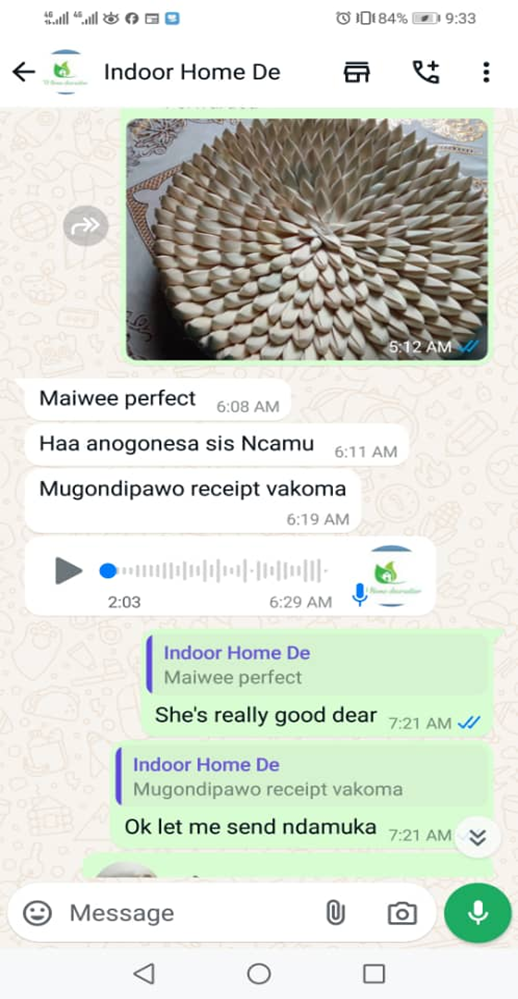 4G 4G 84% 9:33
Indoor Home De
5:12 AM
Maiwee perfect 6:08 AM
Haa anogonesa sis Ncamu 6:11 AM
Mugondipawo receipt vakoma
6:19 AM
2:03 6:29 AM
Indoor Home De
Maiwee perfect
She's really good dear 7:21 AM
Indoor Home De
Mugondipawo receipt vakoma
Ok let me send ndamuka 7:21 AM
Message